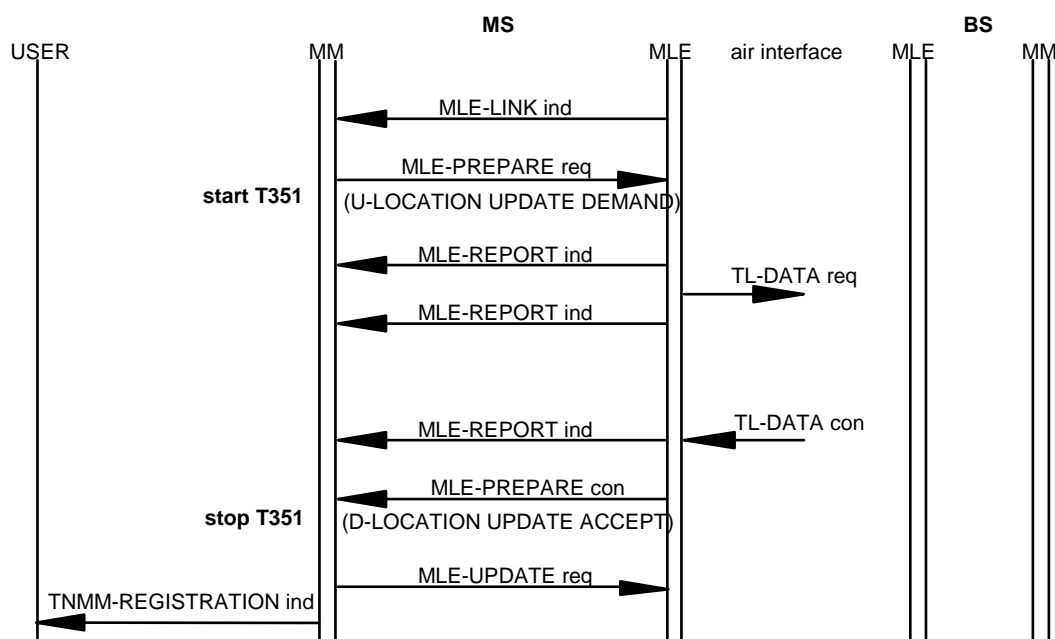 MS BS
USER MM MLE air interface MLE MM
MLE-LINK ind
MLE-PREPARE req
start T351
(U-LOCATION UPDATE DEMAND)
MLE-REPORT ind
TL-DATA req
MLE-REPORT ind
MLE-REPORT ind
TL-DATA con
MLE-PREPARE con
stop T351
(D-LOCATION UPDATE ACCEPT)
MLE-UPDATE req
TNMM-REGISTRATION ind